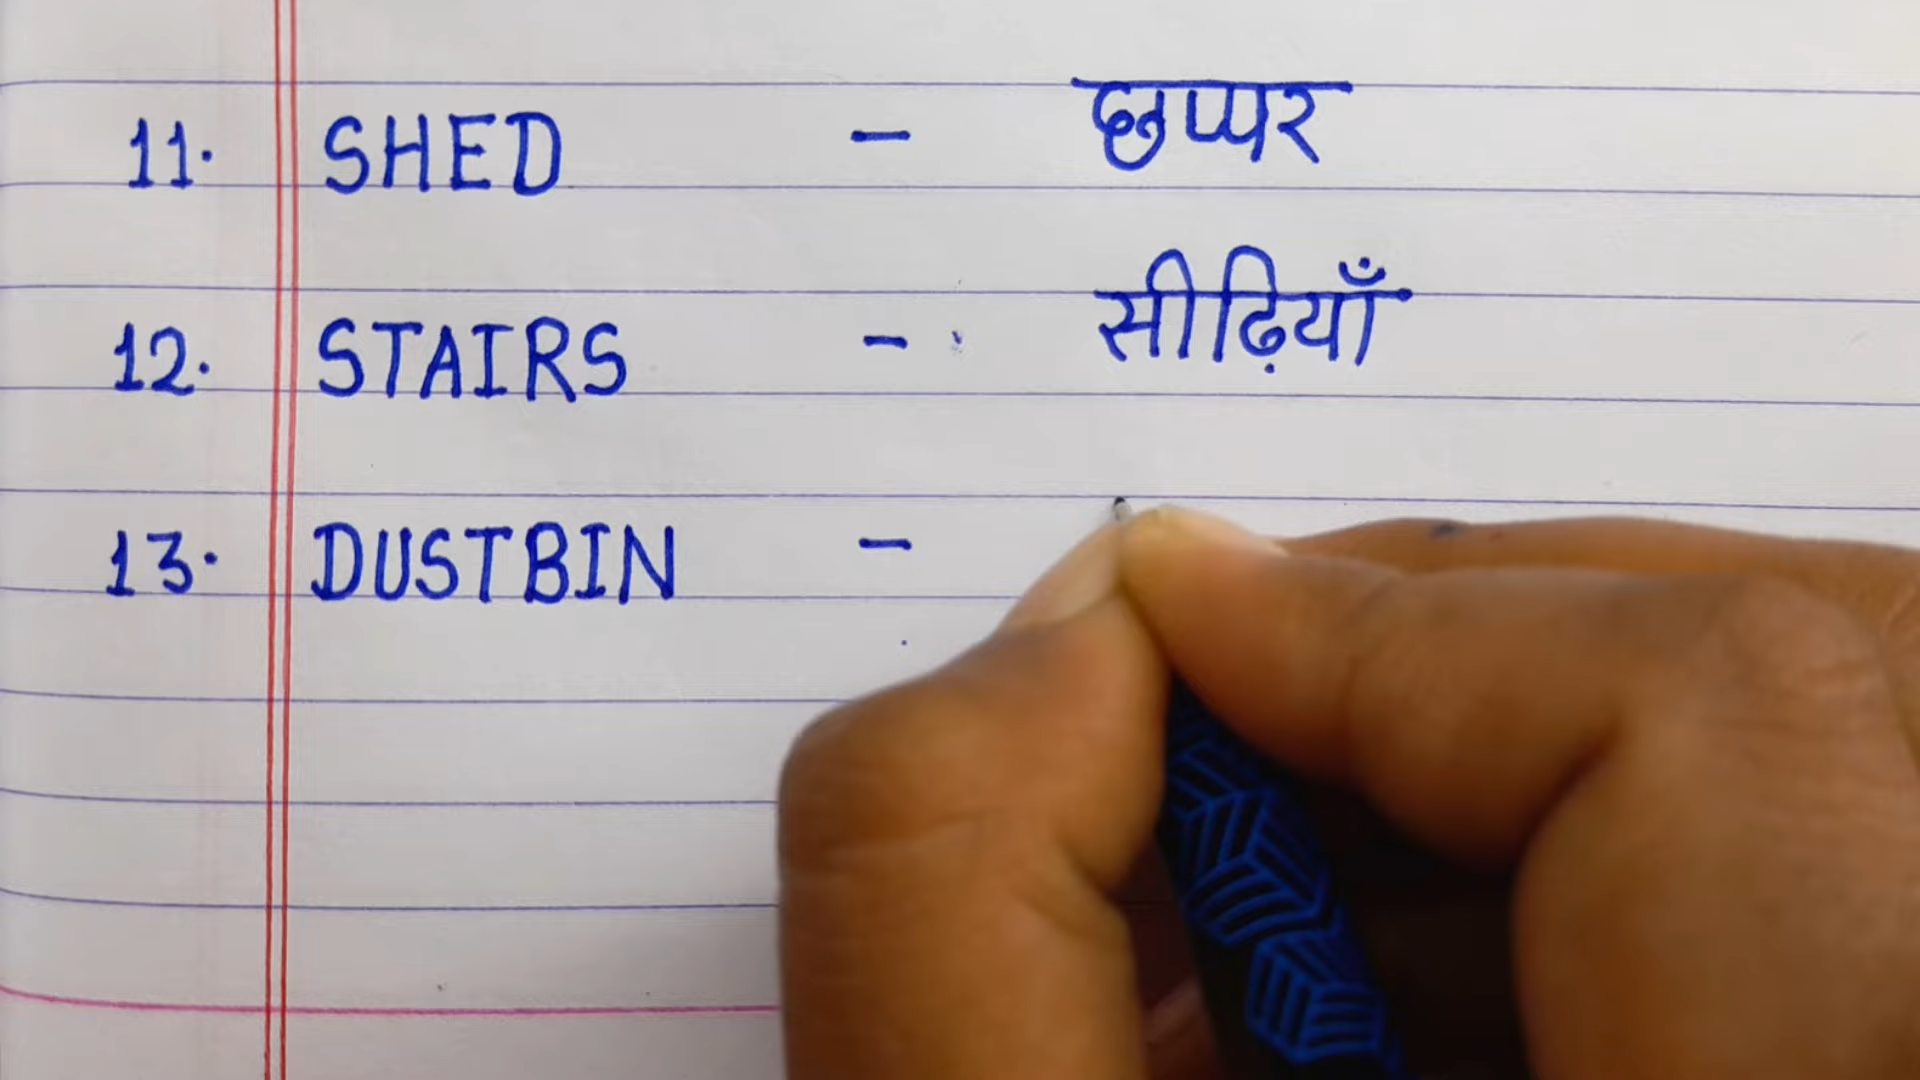 11. SHED - छप्पर
12. STAIRS - सीढ़ियाँ
13. DUSTBIN -